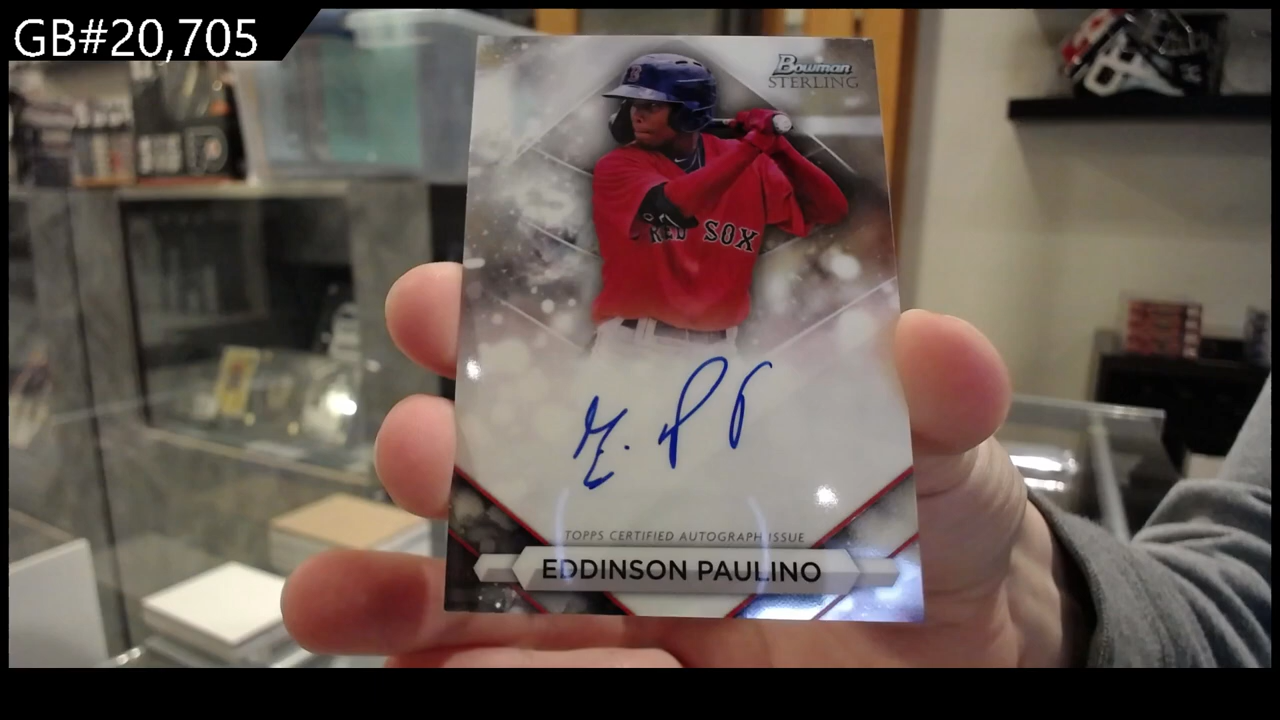 GB#20,705
Bowman
STERLING
B
RED SOX
E. P
TOPPS CERTIFIED AUTOGRAPH ISSUE
EDDINSON PAULINO